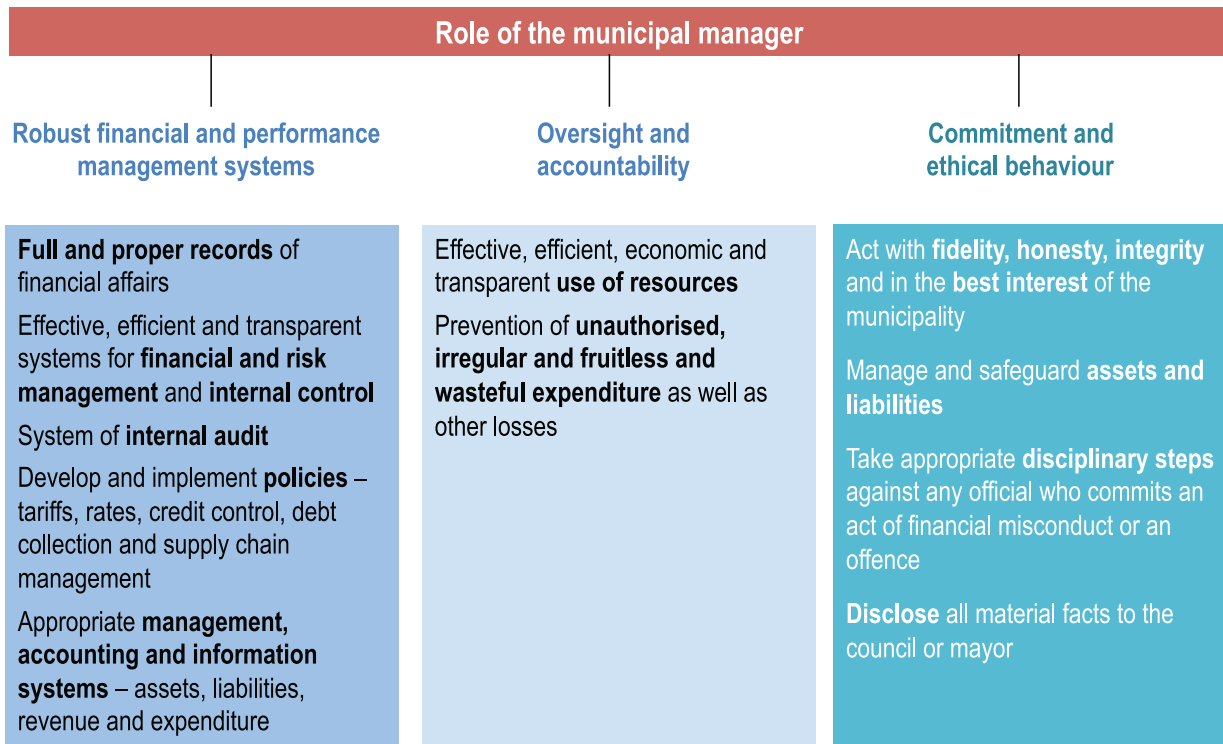 Role of the municipal manager
Robust financial and performance
management systems
Full and proper records of
financial affairs
Effective, efficient and transparent
systems for financial and risk
management and internal control
System of internal audit
Develop and implement policies –
tariffs, rates, credit control, debt
collection and supply chain
management
Appropriate management,
accounting and information
systems – assets, liabilities,
revenue and expenditure
Oversight and
accountability
Effective, efficient, economic and
transparent use of resources
Prevention of unauthorised,
irregular and fruitless and
wasteful expenditure as well as
other losses
Commitment and
ethical behaviour
Act with fidelity, honesty, integrity
and in the best interest of the
municipality
Manage and safeguard assets and
liabilities
Take appropriate disciplinary steps
against any official who commits an
act of financial misconduct or an
offence
Disclose all material facts to the
council or mayor